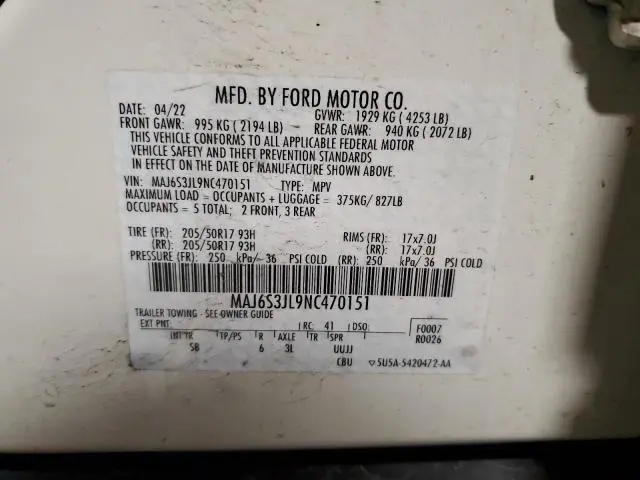 MFD. BY FORD MOTOR CO.
DATE: 04/22 GVWR: 1929 KG ( 4253 LB)
FRONT GAWR: 995 KG ( 2194 LB) REAR GAWR: 940 KG ( 2072 LB)
THIS VEHICLE CONFORMS TO ALL APPLICABLE FEDERAL MOTOR
VEHICLE SAFETY AND THEFT PREVENTION STANDARDS
IN EFFECT ON THE DATE OF MANUFACTURE SHOWN ABOVE.
VIN: MAJ6S3JL9NC470151 TYPE: MPV
MAXIMUM LOAD = OCCUPANTS + LUGGAGE = 375KG/ 827LB
OCCUPANTS = 5 TOTAL; 2 FRONT, 3 REAR
TIRE (FR): 205/50R17 93H RIMS (FR): 17x7.0J
(RR): 205/50R17 93H (RR): 17x7.0J
PRESSURE (FR): 250 kPa/ 36 PSI COLD (RR): 250 kPa/ 36 PSI COLD
MAJ6S3JL9NC470151
TRAILER TOWING - SEE OWNER GUIDE
EXT PNT: RC: 41 DSO: F0007
R0026
INT TR TP/PS R AXLE TR SPR
SB 6 3L UUJJ
CBU 5U5A-5420472-AA